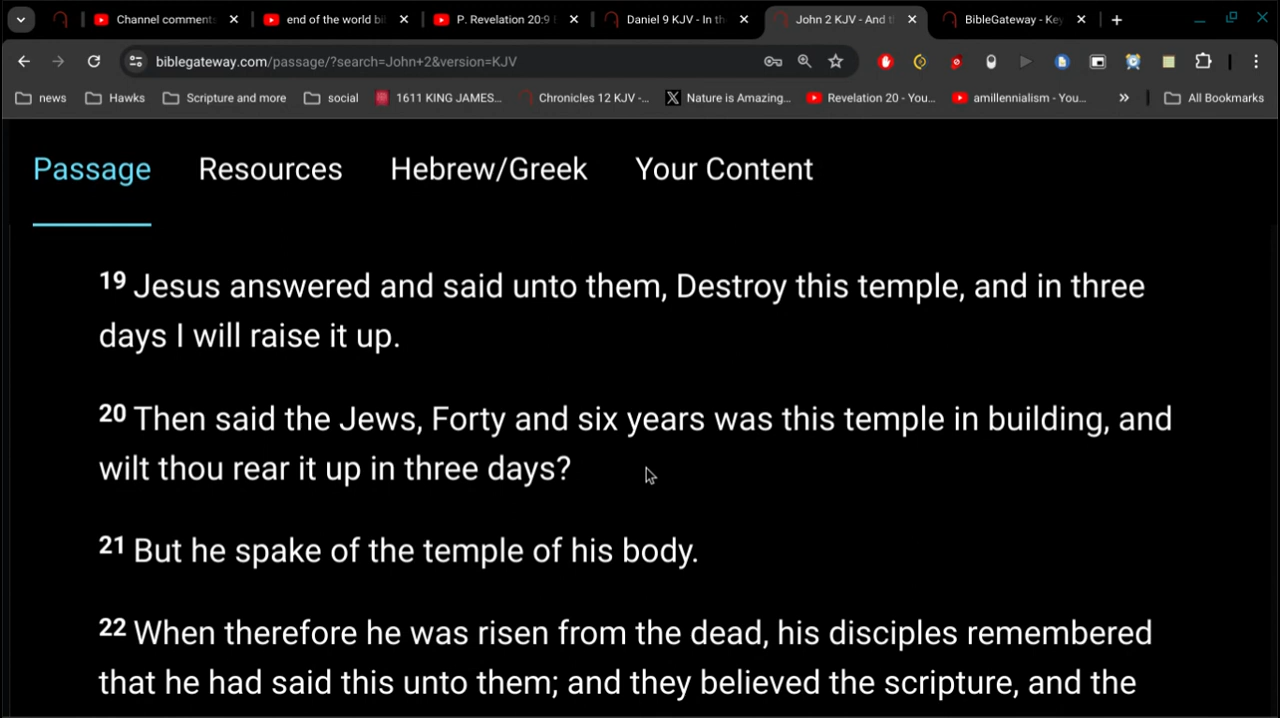 Channel comments
end of the world bi
P. Revelation 20:9
Daniel 9 KJV - In th
John 2 KJV - And t
BibleGateway - Key
biblegateway.com/passage/?search=John+2&version=KJV
news
Hawks
Scripture and more
social
1611 KING JAMES...
Chronicles 12 KJV -...
X Nature is Amazing...
Revelation 20 - You...
amillennialism - You...
»
All Bookmarks
Passage
Resources
Hebrew/Greek
Your Content
19 Jesus answered and said unto them, Destroy this temple, and in three
days I will raise it up.
20 Then said the Jews, Forty and six years was this temple in building, and
wilt thou rear it up in three days?
21 But he spake of the temple of his body.
22 When therefore he was risen from the dead, his disciples remembered
that he had said this unto them; and they believed the scripture, and the